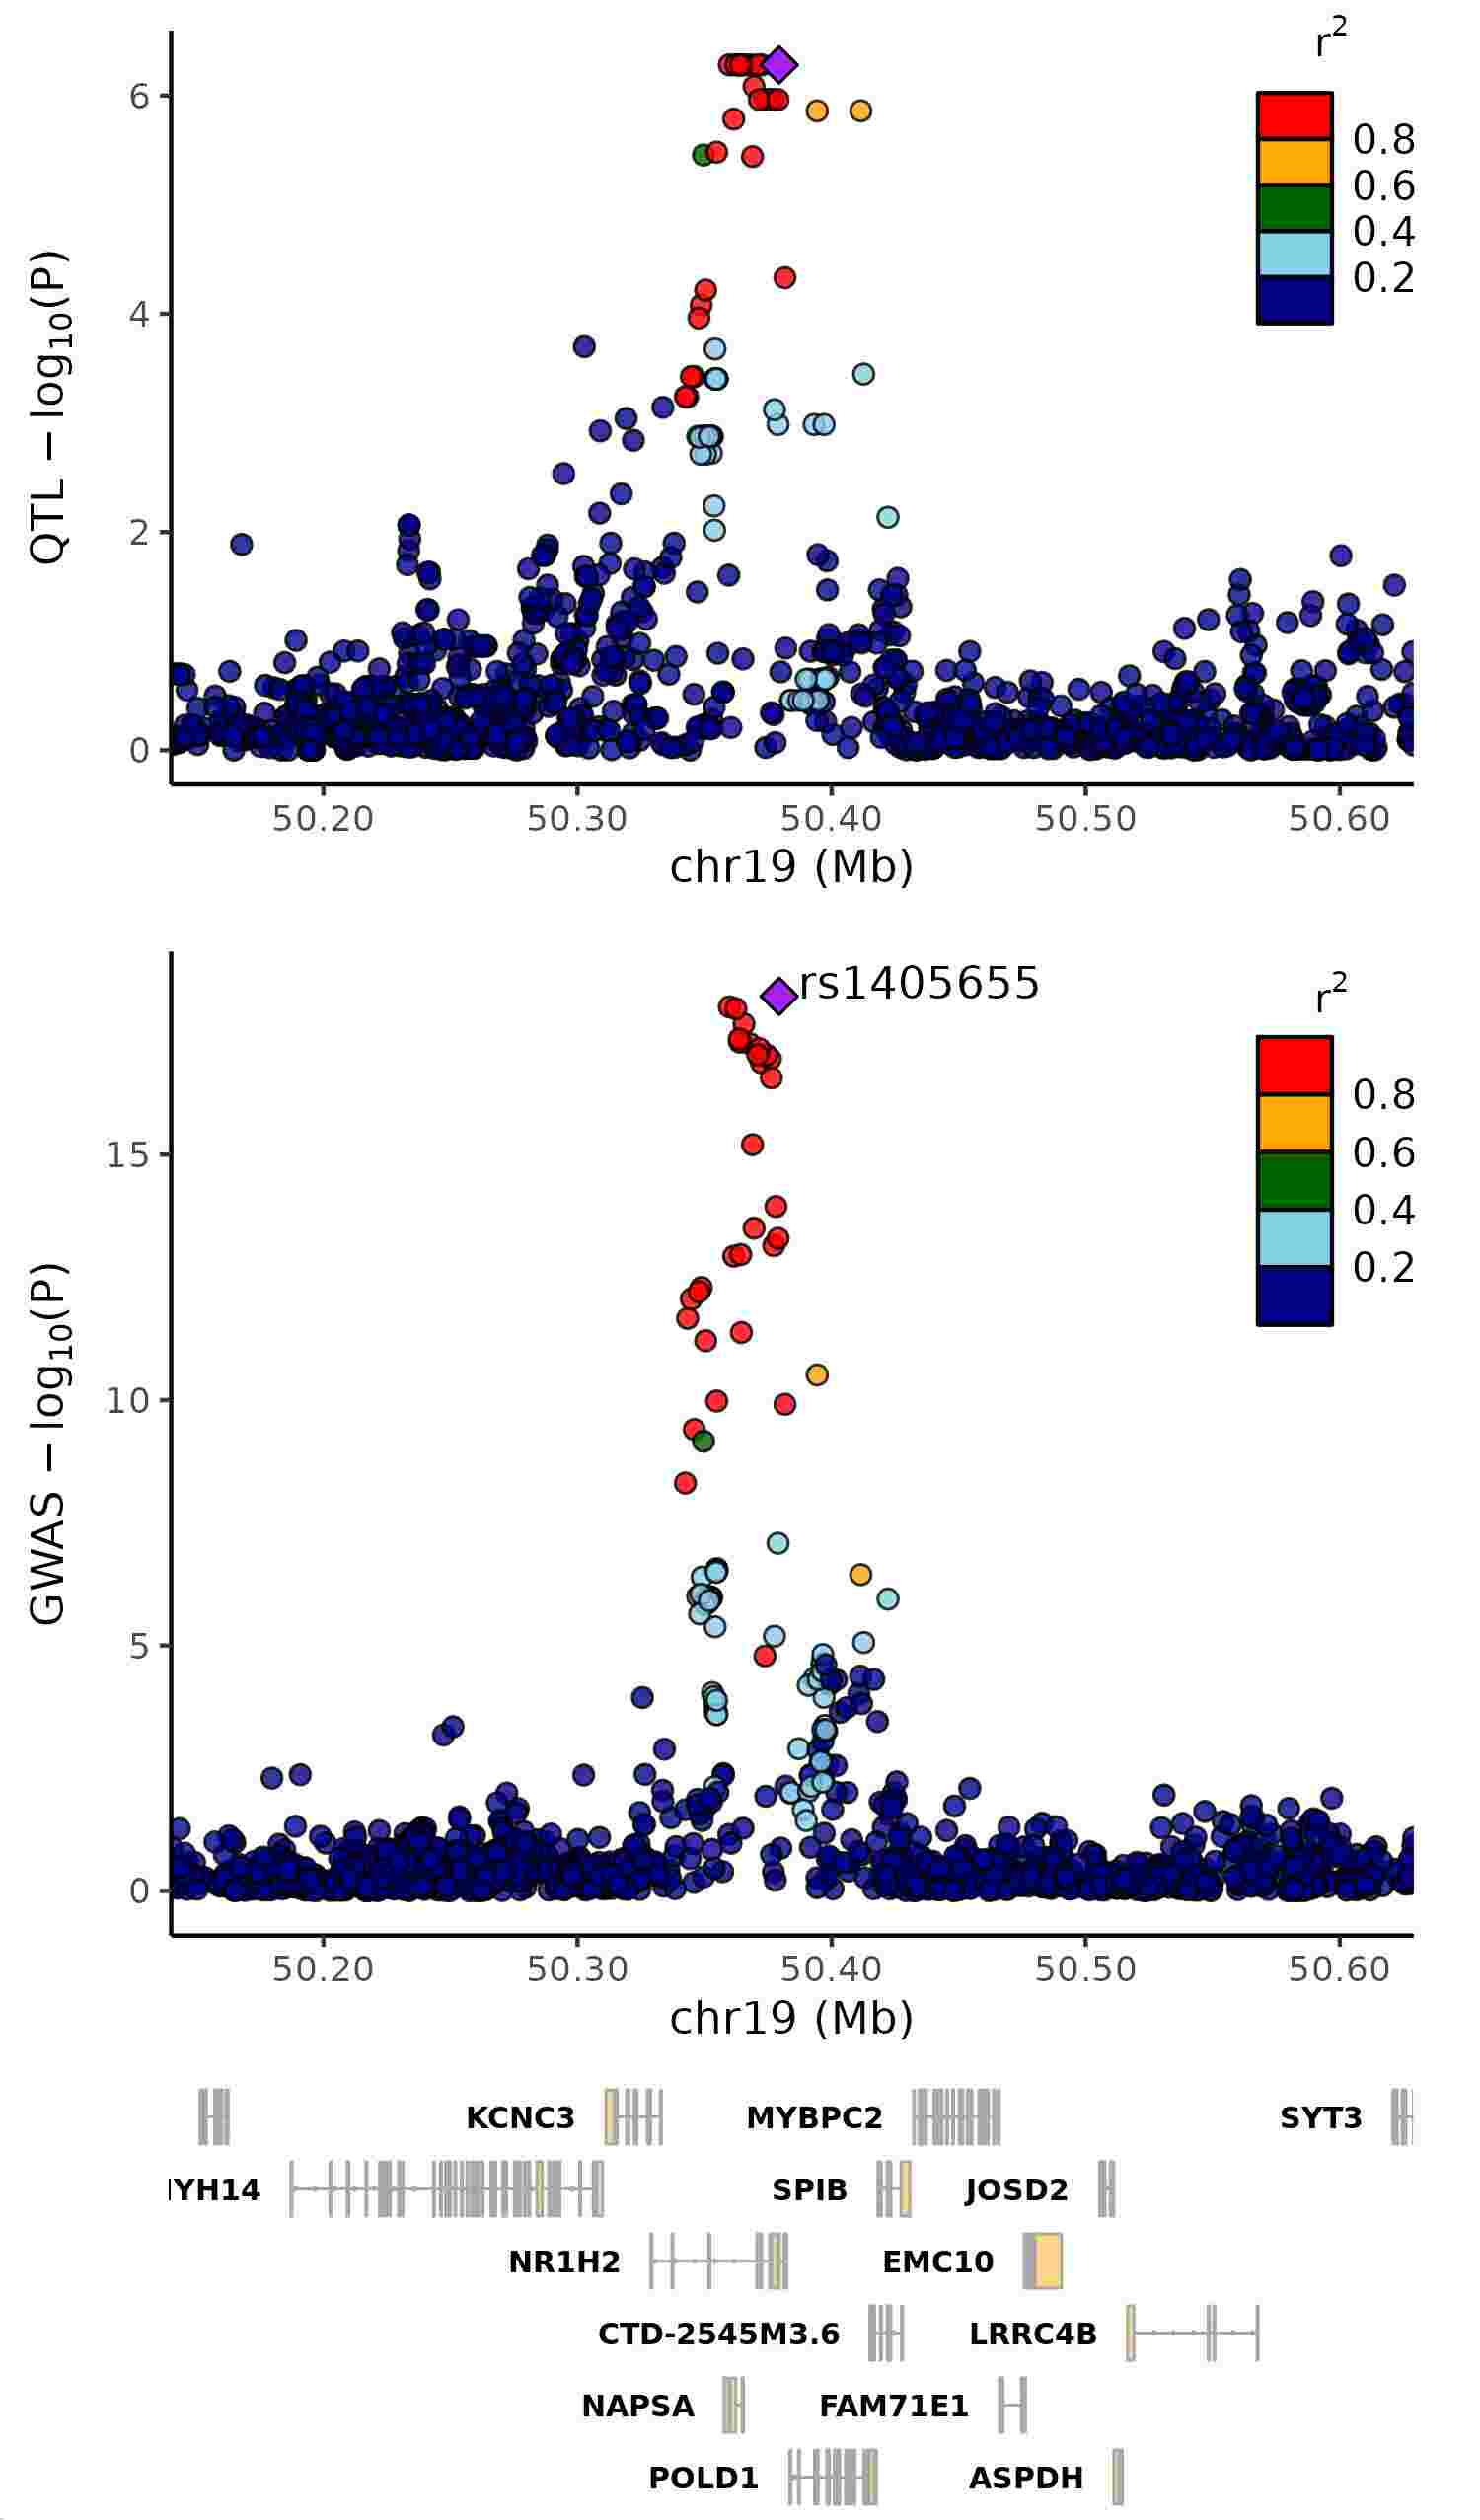 r2
6
4
2
0
QTL −log10(P)
0.8
0.6
0.4
0.2
50.20 50.30 50.40 50.50 50.60
chr19 (Mb)
rs1405655
r2
15
10
5
0
GWAS −log10(P)
0.8
0.6
0.4
0.2
50.20 50.30 50.40 50.50 50.60
chr19 (Mb)
KCNC3 MYBPC2 SYT3
YH14 SPIB JOSD2
NR1H2 EMC10
CTD-2545M3.6 LRRC4B
NAPSA FAM71E1
POLD1 ASPDH